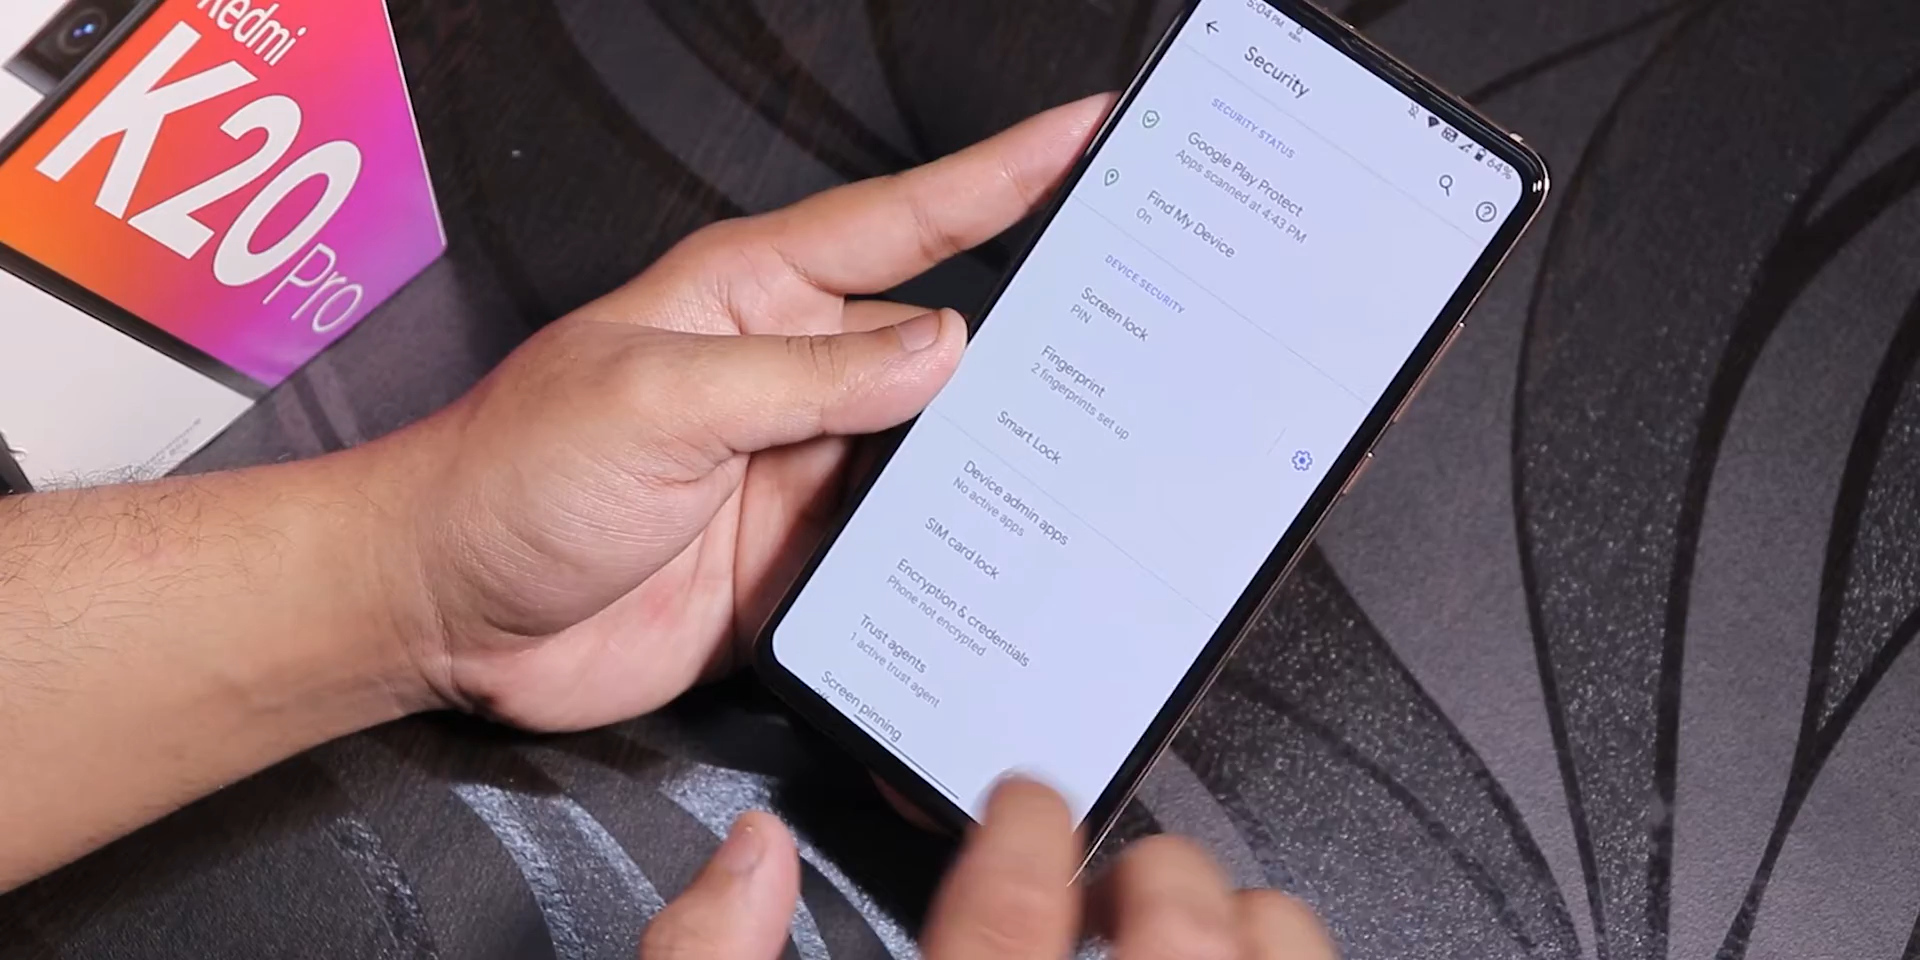 Redmi
K20 Pro
5:04 PM
64%
Security
SECURITY STATUS
Google Play Protect
Apps scanned at 4:43 PM
Find My Device
On
DEVICE SECURITY
Screen lock
PIN
Fingerprint
2 fingerprints set up
Smart Lock
Device admin apps
No active apps
SIM card lock
Encryption & credentials
Phone not encrypted
Trust agents
1 active trust agent
Screen pinning
Off